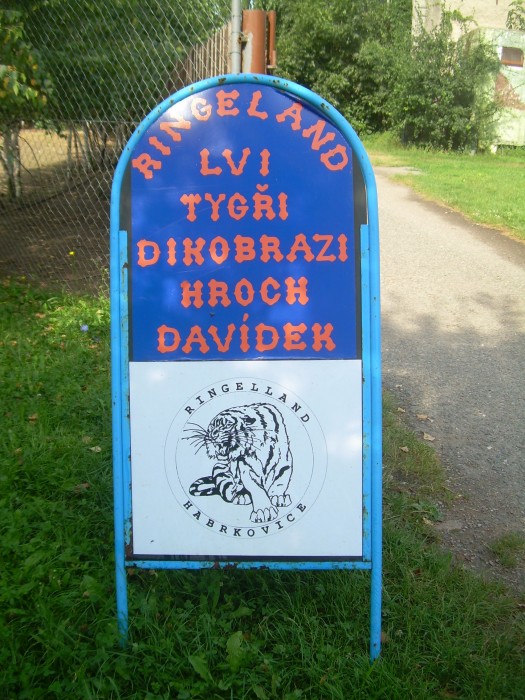 RINGELAND
LVI
TYGŘI
DIKOBRAZI
HROCH
DAVÍDEK
RINGELLAND
HABRKOVICE